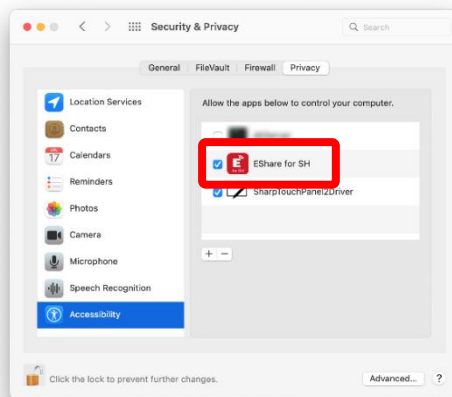 Security & Privacy
Search
General FileVault Firewall Privacy
Location Services
Contacts
17 Calendars
Reminders
Photos
Camera
Microphone
Speech Recognition
Accessibility
Allow the apps below to control your computer.
E
for SH
EShare for SH
SharpTouchPanel2Driver
+ −
Click the lock to prevent further changes.
Advanced... ?